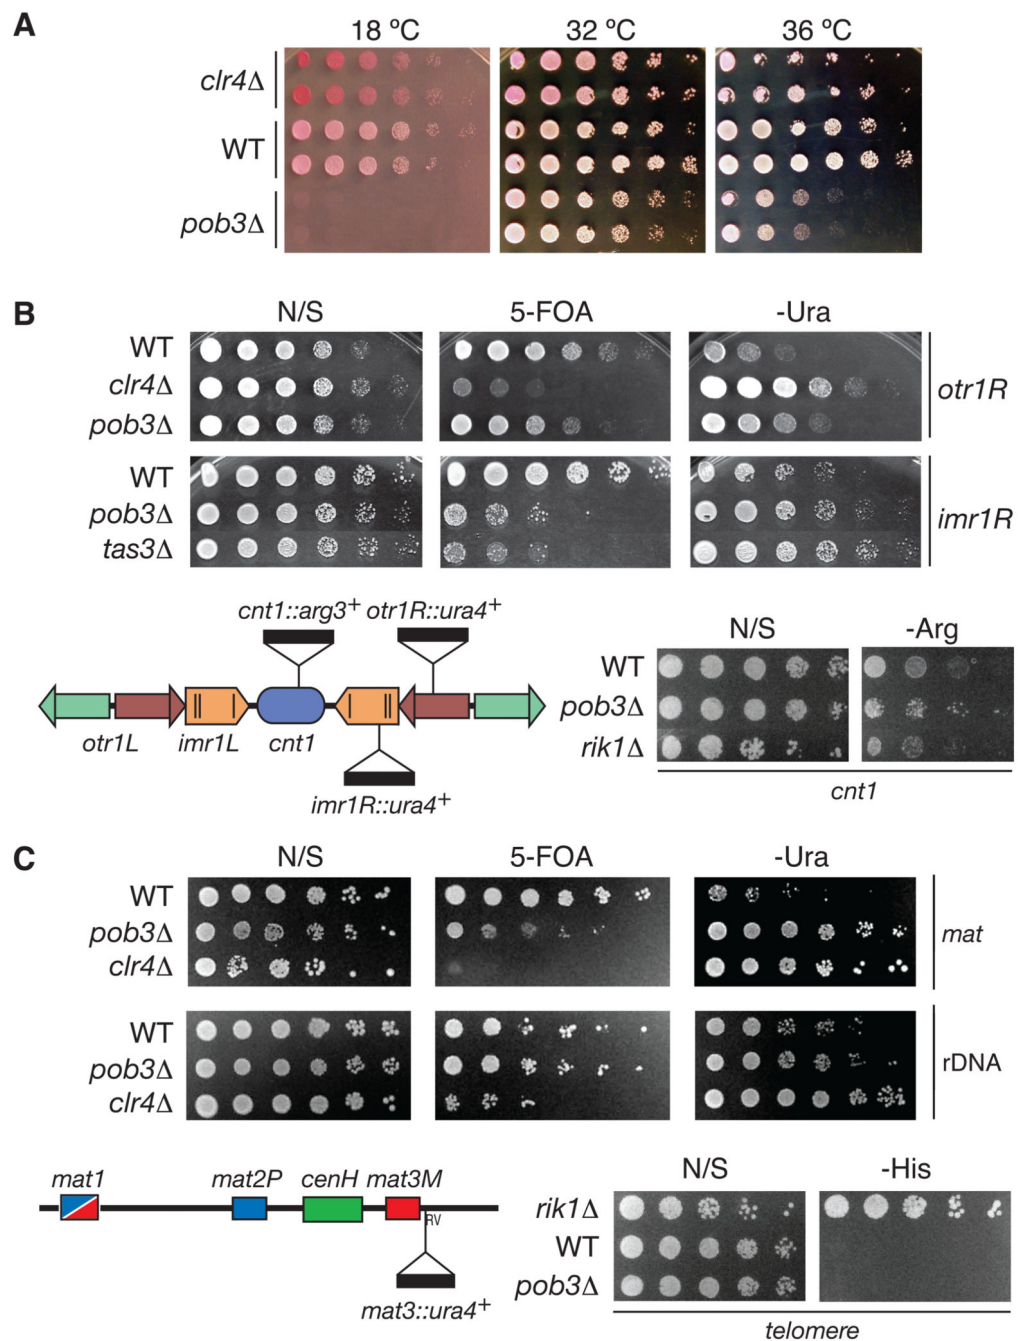 A
18 ºC 32 ºC 36 ºC
clr4Δ
WT
pob3Δ
B
N/S 5-FOA -Ura
WT
clr4Δ
pob3Δ
otr1R
WT
pob3Δ
tas3Δ
imr1R
cnt1::arg3+ otr1R::ura4+
otr1L imr1L cnt1
imr1R::ura4+
N/S -Arg
WT
pob3Δ
rik1Δ
cnt1
C
N/S 5-FOA -Ura
WT
pob3Δ
clr4Δ
mat
WT
pob3Δ
clr4Δ
rDNA
mat1 mat2P cenH mat3M
RV
mat3::ura4+
N/S -His
rik1Δ
WT
pob3Δ
telomere